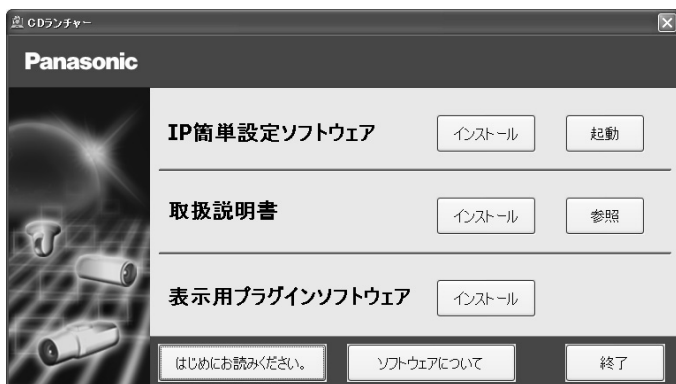 CDランチャー
Panasonic
IP簡単設定ソフトウェア インストール 起動
取扱説明書 インストール 参照
表示用プラグインソフトウェア インストール
はじめにお読みください。 ソフトウェアについて 終了